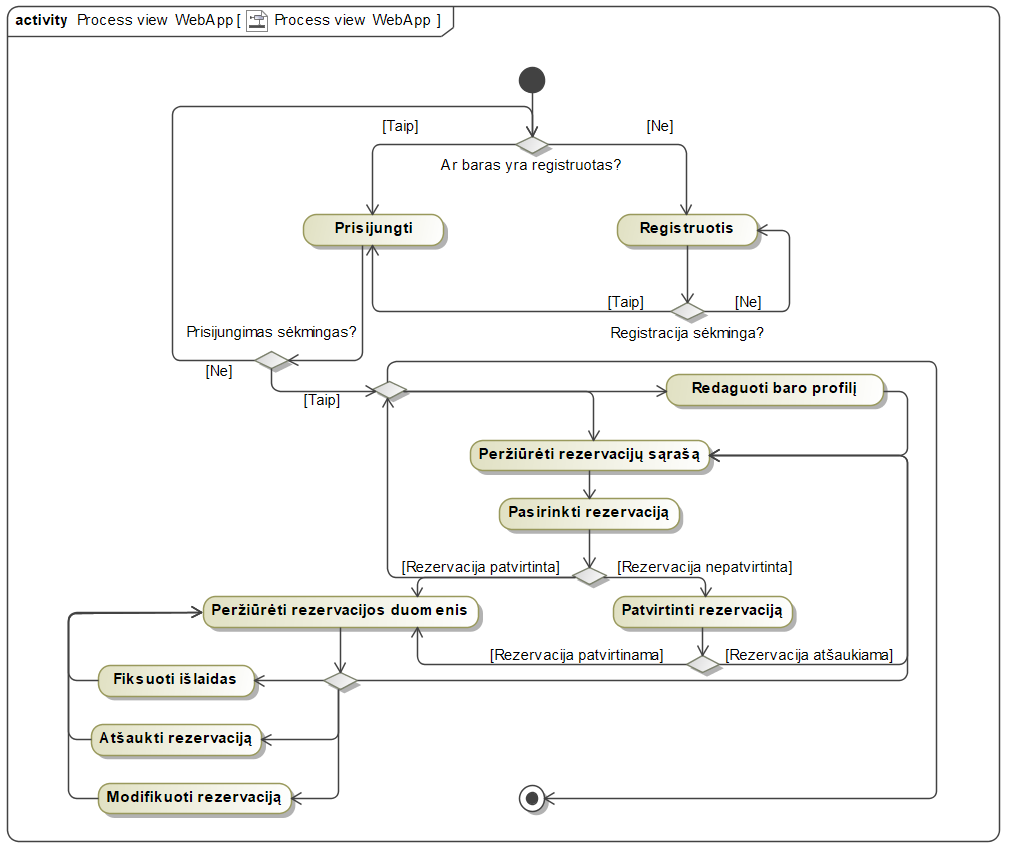 activity Process view WebApp [ Process view WebApp ]
[Taip]
[Ne]
Ar baras yra registruotas?
Prisijungti
Registruotis
[Taip]
[Ne]
Prisijungimas sėkmingas?
Registracija sėkminga?
[Ne]
[Taip]
Redaguoti baro profilį
Peržiūrėti rezervacijų sąrašą
Pasirinkti rezervaciją
[Rezervacija patvirtinta]
[Rezervacija nepatvirtinta]
Peržiūrėti rezervacijos duomenis
Patvirtinti rezervaciją
[Rezervacija patvirtinama]
[Rezervacija atšaukiama]
Fiksuoti išlaidas
Atšaukti rezervaciją
Modifikuoti rezervaciją